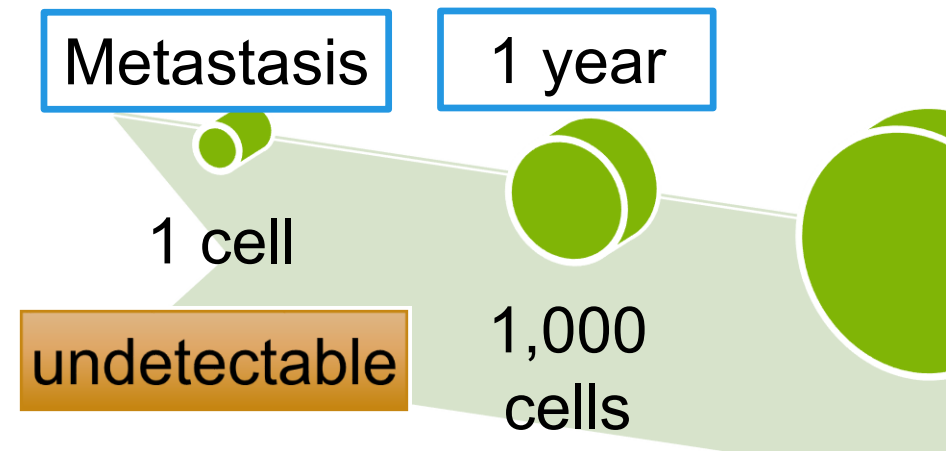 Metastasis
1 year
1 cell
undetectable
1,000
cells